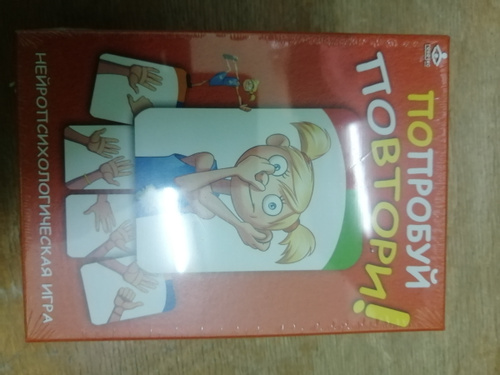 ПОПРОБУЙ
ПОВТОРИ!
НЕЙРОПСИХОЛОГИЧЕСКАЯ ИГРА